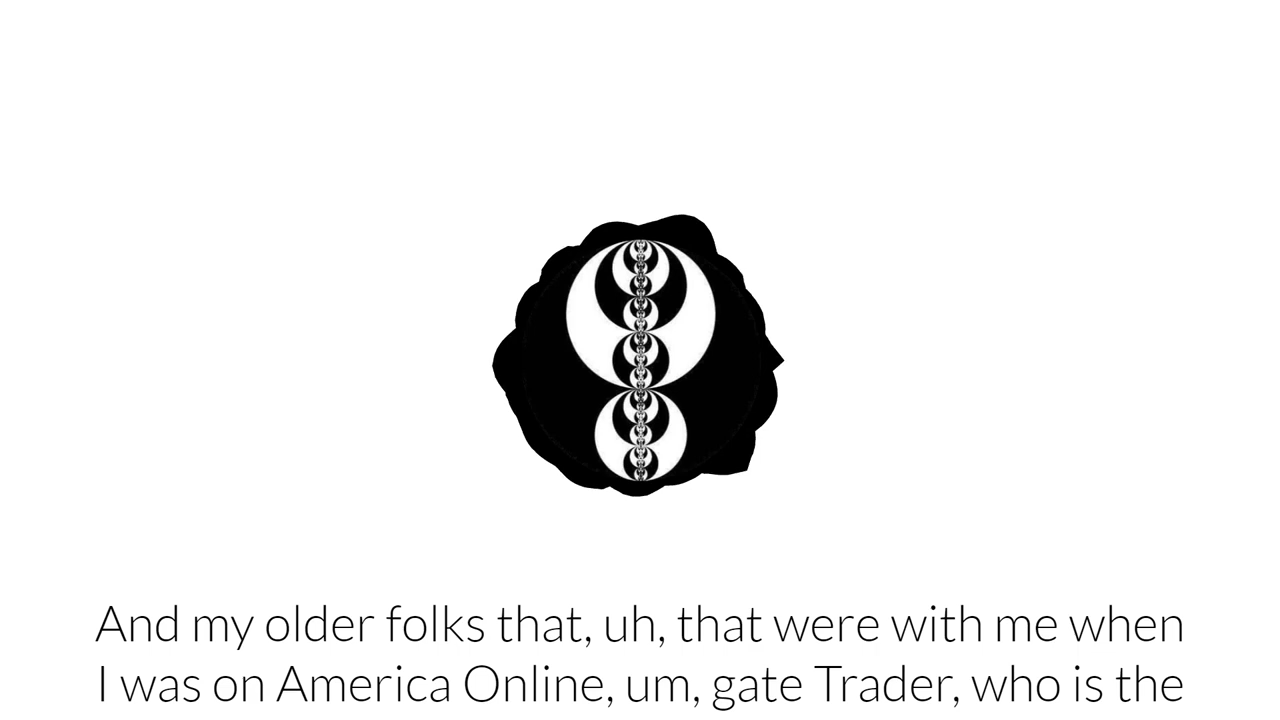 And my older folks that, uh, that were with me when
I was on America Online, um, gate Trader, who is the